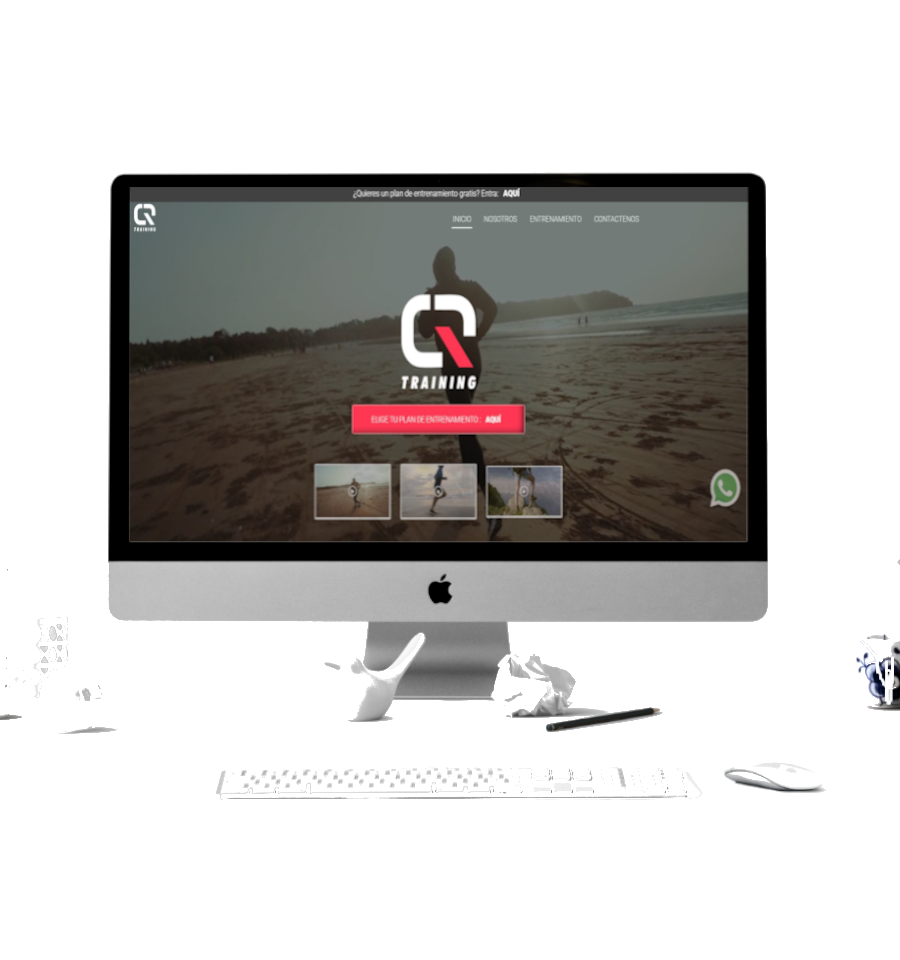 ¿Quieres un plan de entrenamiento gratis? Entra: AQUÍ
TRAINING
INICIO NOSOTROS ENTRENAMIENTO CONTACTENOS
TRAINING
ELIGE TU PLAN DE ENTRENAMIENTO : AQUÍ